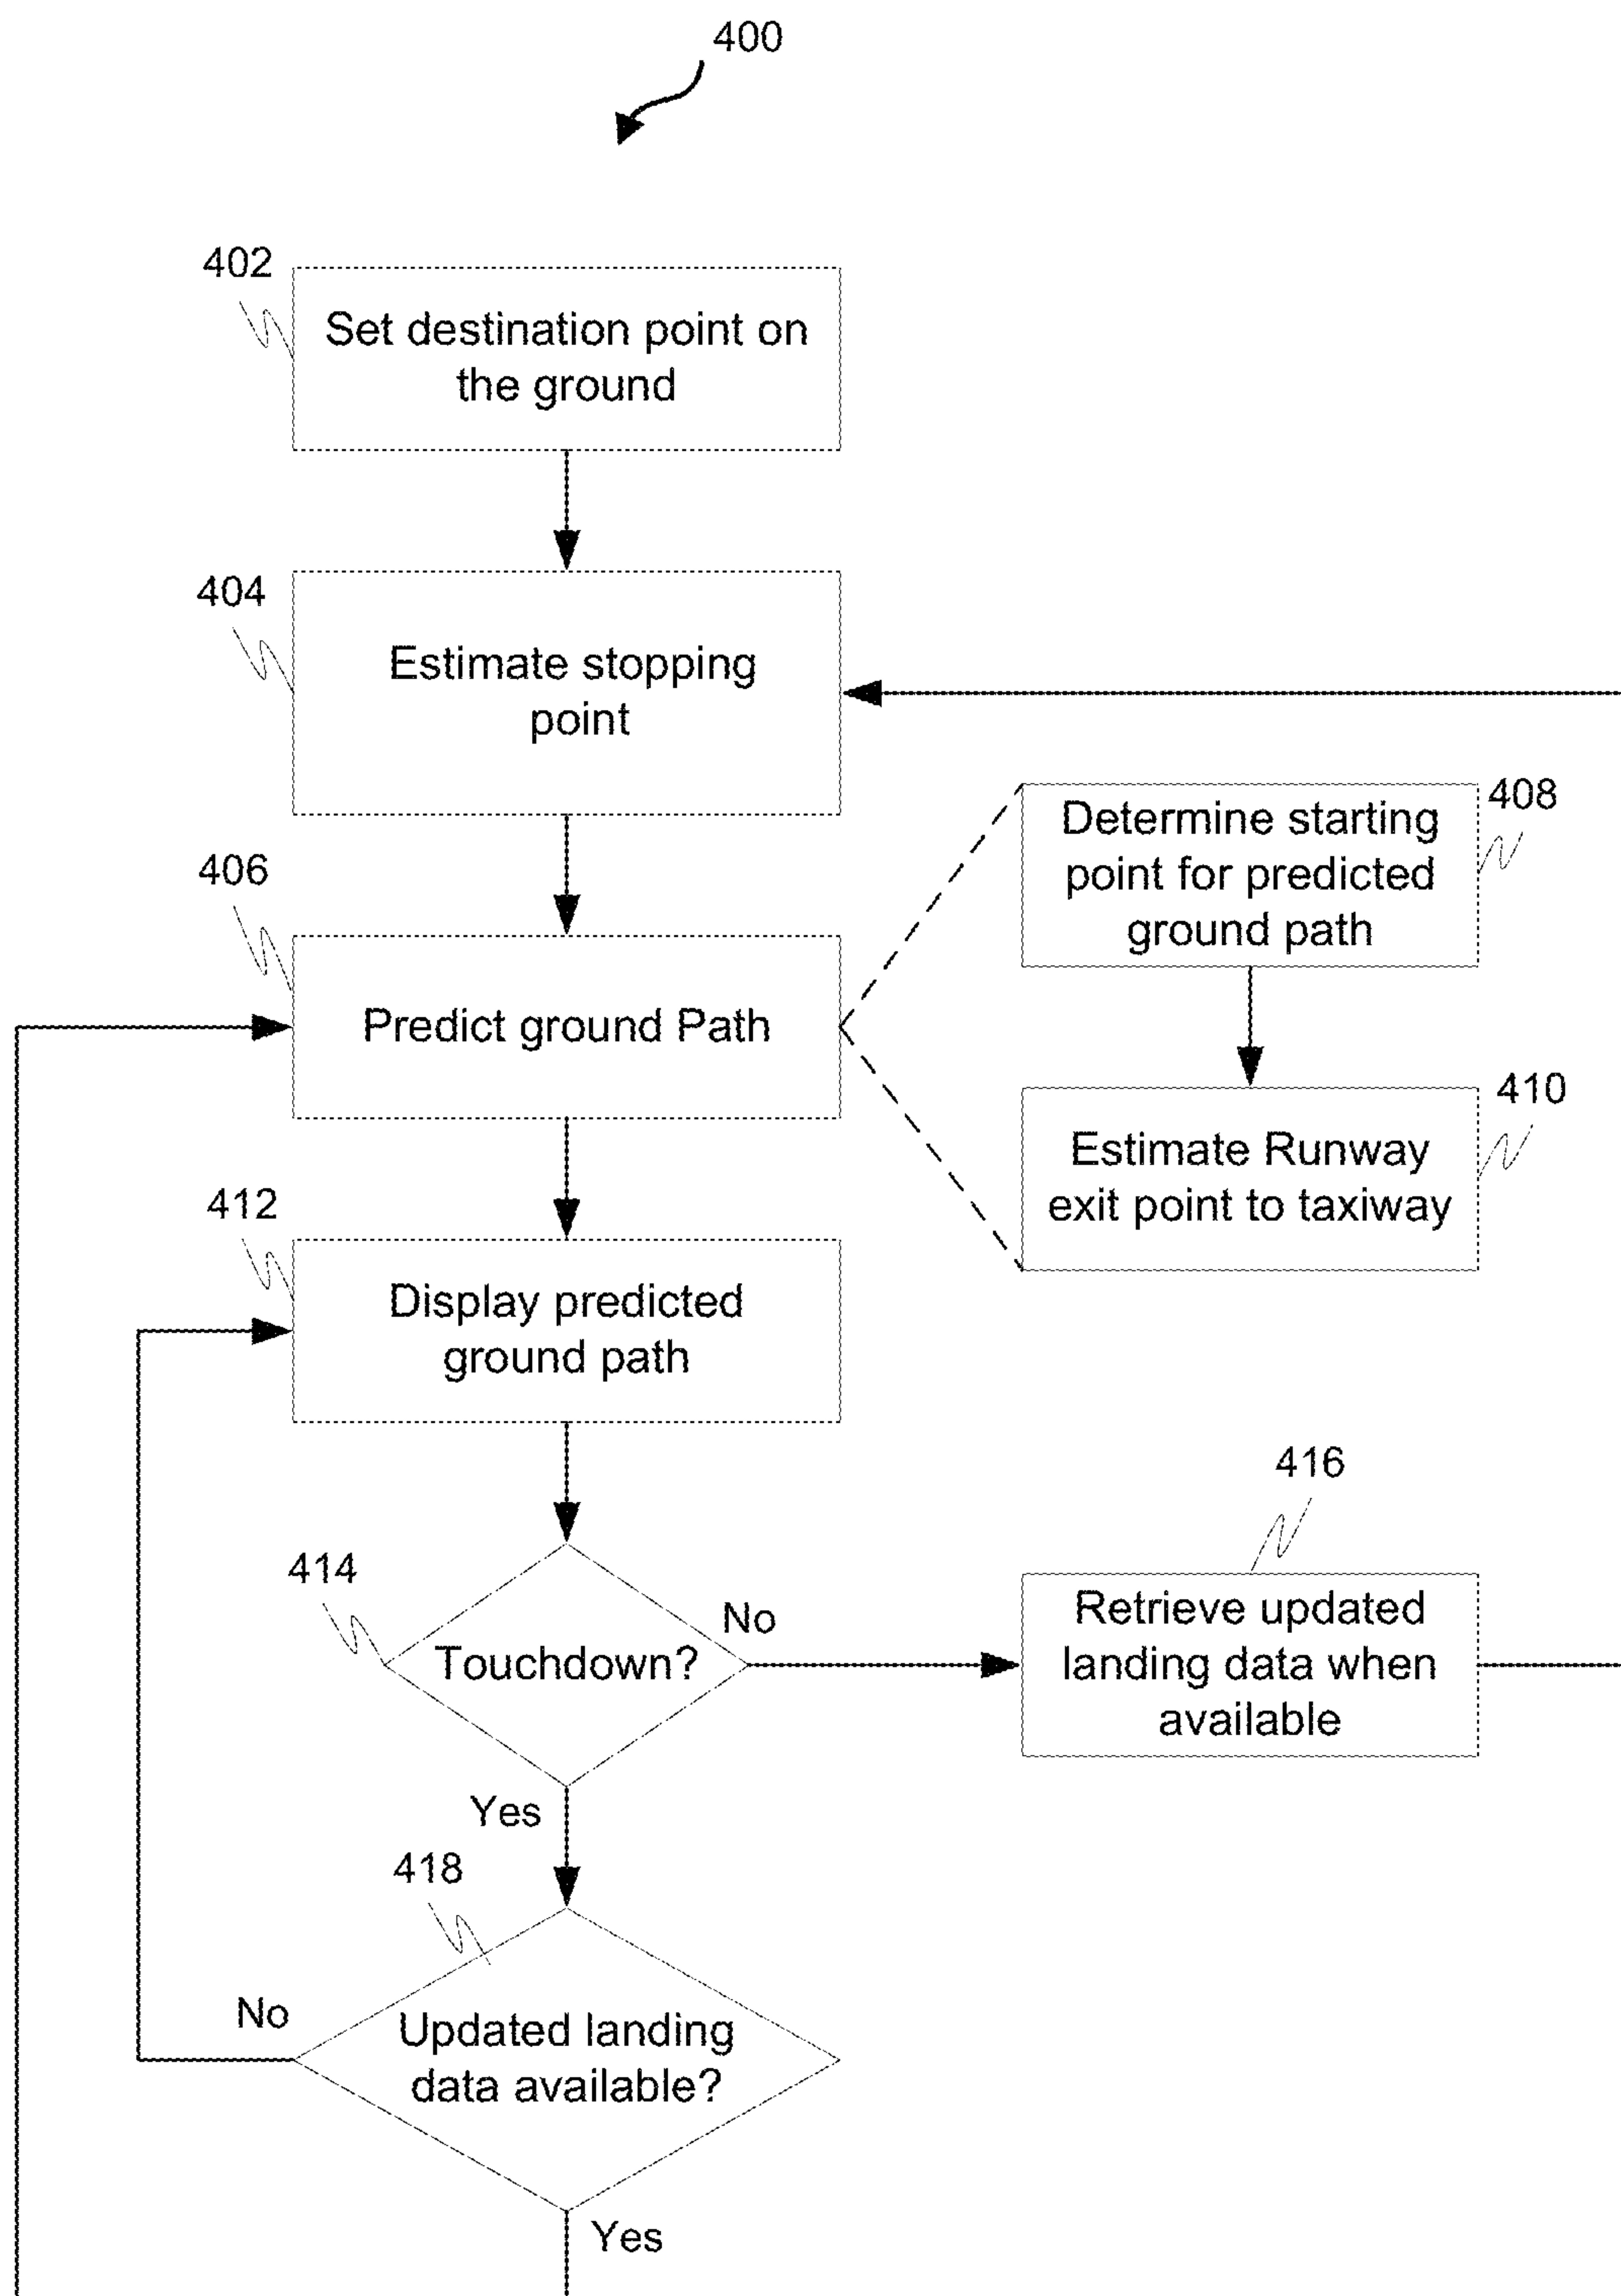 400
402
Set destination point on
the ground
404
Estimate stopping
point
406
Predict ground Path
408
Determine starting
point for predicted
ground path
410
Estimate Runway
exit point to taxiway
412
Display predicted
ground path
414
Touchdown?
No
Yes
416
Retrieve updated
landing data when
available
418
Updated landing
data available?
No
Yes